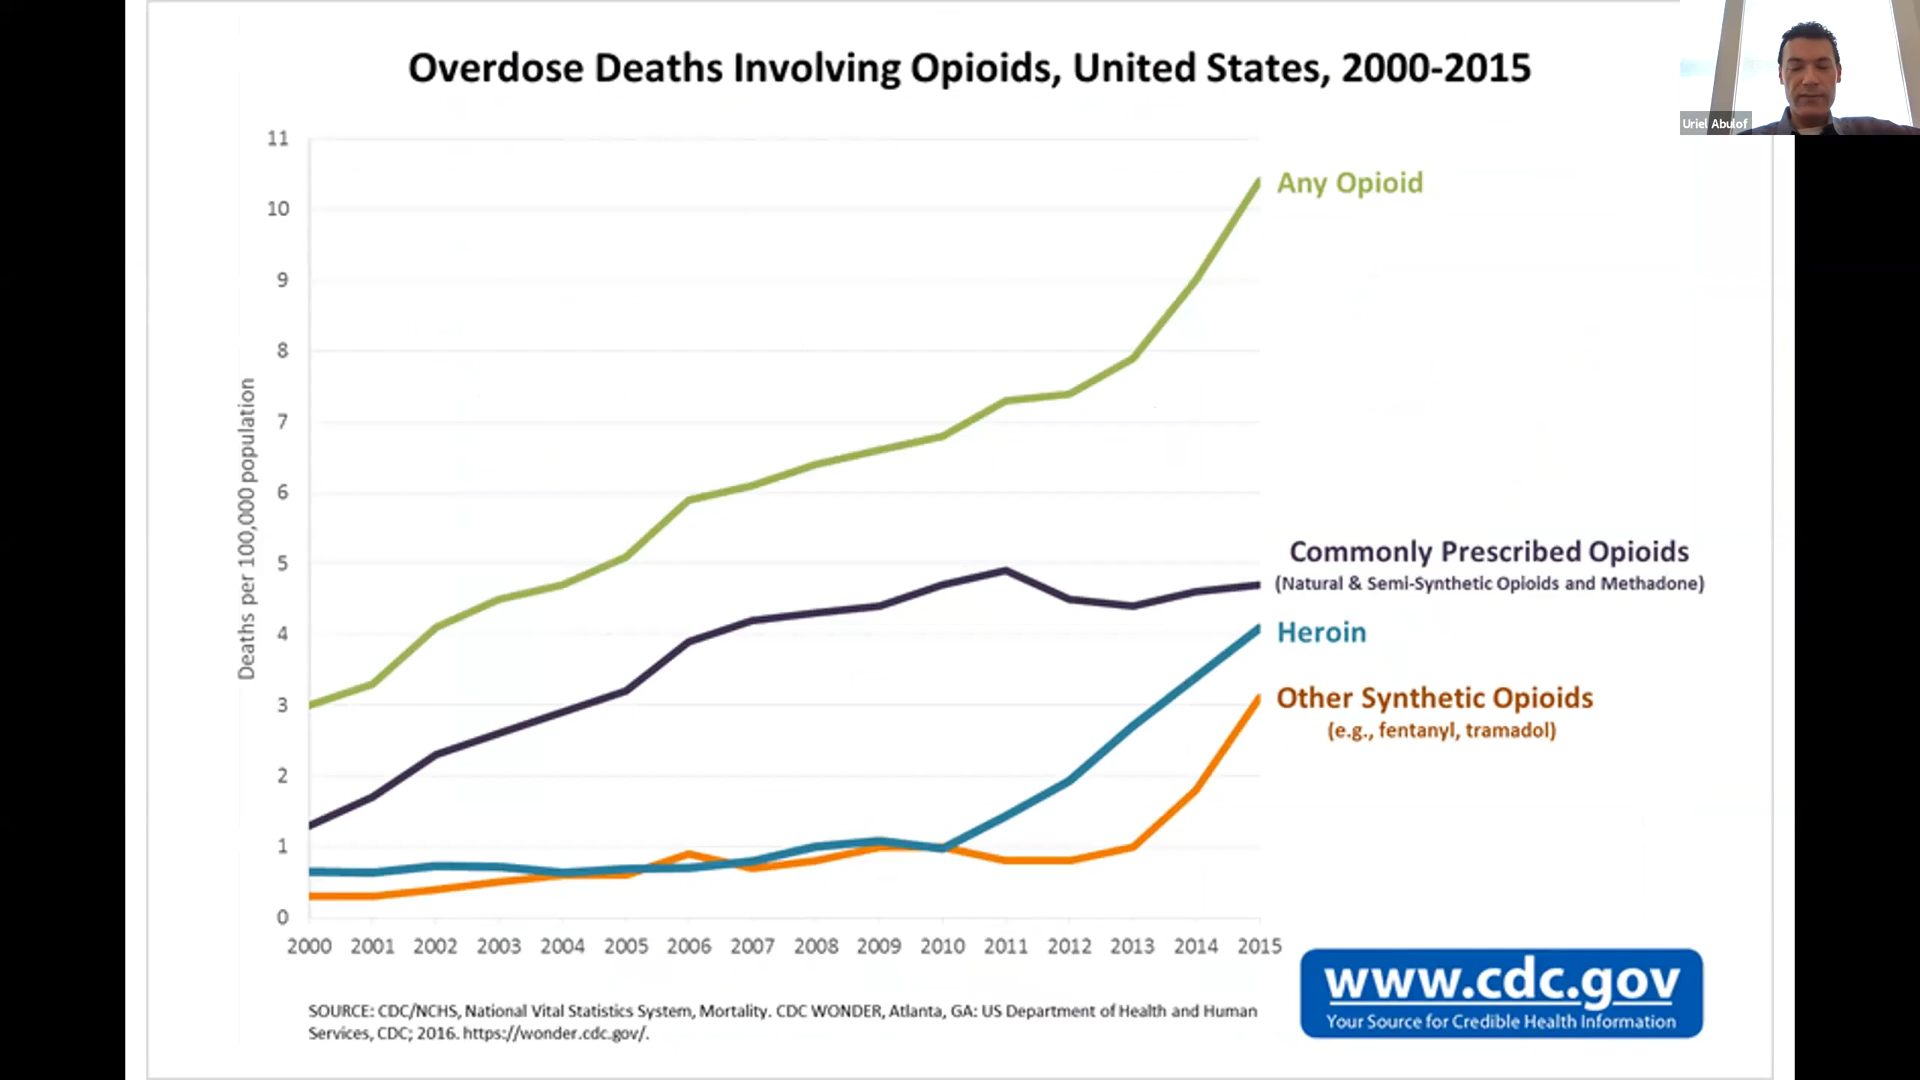 Overdose Deaths Involving Opioids, United States, 2000-2015
Uriel Abulof
11
10
9
8
7
6
5
4
3
2
1
0
Deaths per 100,000 population
Any Opioid
Commonly Prescribed Opioids
(Natural & Semi-Synthetic Opioids and Methadone)
Heroin
Other Synthetic Opioids
(e.g., fentanyl, tramadol)
2000 2001 2002 2003 2004 2005 2006 2007 2008 2009 2010 2011 2012 2013 2014 2015
SOURCE: CDC/NCHS, National Vital Statistics System, Mortality. CDC WONDER, Atlanta, GA: US Department of Health and Human
Services, CDC; 2016. https://wonder.cdc.gov/.
www.cdc.gov
Your Source for Credible Health Information